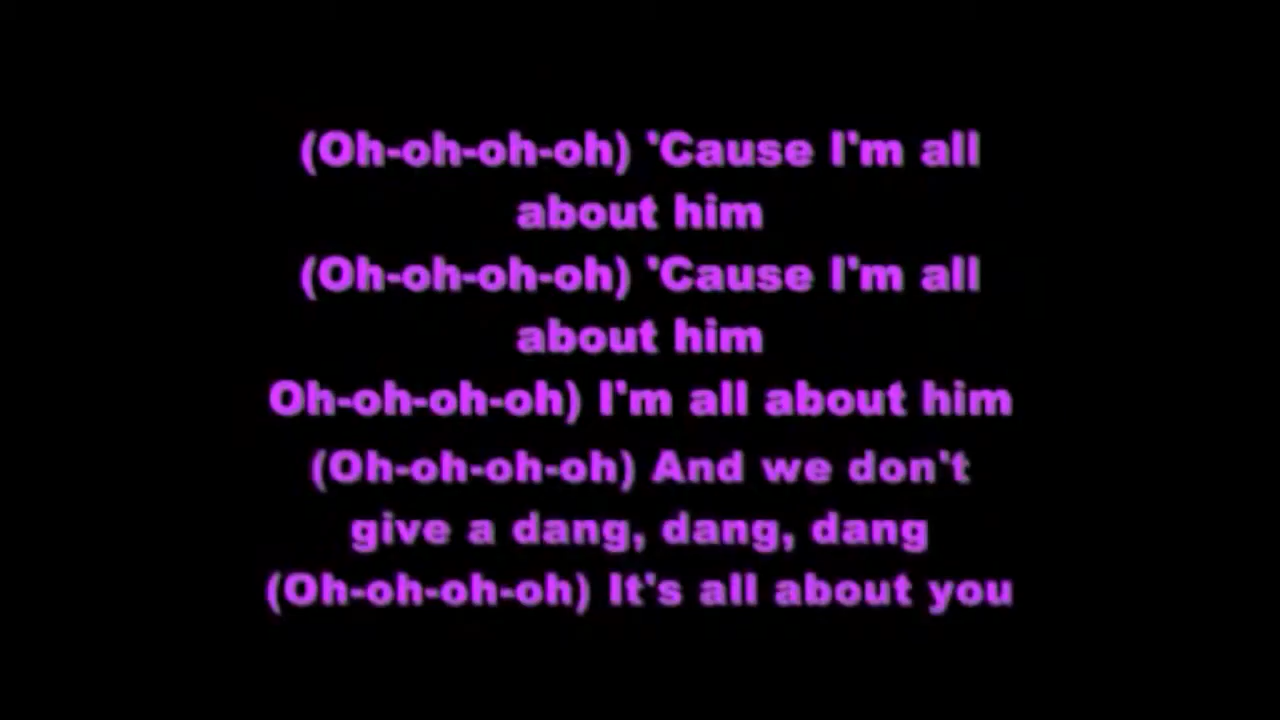 (Oh-oh-oh-oh) 'Cause I'm all
about him
(Oh-oh-oh-oh) 'Cause I'm all
about him
Oh-oh-oh-oh) I'm all about him
(Oh-oh-oh-oh) And we don't
give a dang, dang, dang
(Oh-oh-oh-oh) It's all about you